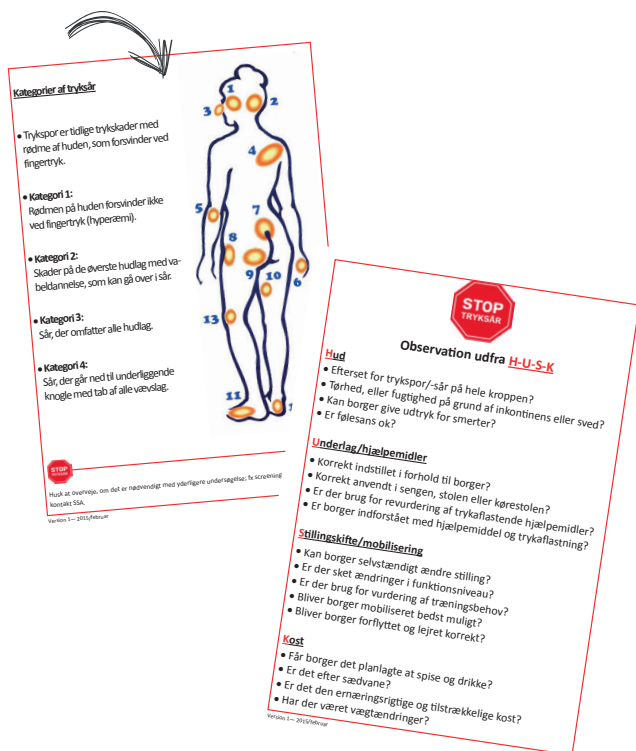 Kategorier af tryksår
• Trykspor er tidlige trykskader med
rødme af huden, som forsvinder ved
fingertryk.
• Kategori 1:
Rødmen på huden forsvinder ikke
ved fingertryk (hyperæmi).
• Kategori 2:
Skader på de øverste hudlag med va-
beldannelse, som kan gå over i sår.
• Kategori 3:
Sår, der omfatter alle hudlag.
• Kategori 4:
Sår, der går ned til underliggende
knogle med tab af alle vævslag.
1
2
3
4
5
6
7
8
9
10
13
11
STOP
TRYKSÅR
Husk at overveje, om det er nødvendigt med yderligere undersøgelse; fx screening
kontakt SSA.
Version 1— 2015/februar
STOP
TRYKSÅR
Observation udfra H-U-S-K
Hud
• Efterset for trykspor/-sår på hele kroppen?
• Tørhed, eller fugtighed på grund af inkontinens eller sved?
• Kan borger give udtryk for smerter?
• Er følesans ok?
Underlag/hjælpemidler
• Korrekt indstillet i forhold til borger?
• Korrekt anvendt i sengen, stolen eller kørestolen?
• Er der brug for revurdering af trykaflastende hjælpemidler?
• Er borger indforstået med hjælpemiddel og trykaflastning?
Stillingskifte/mobilisering
• Kan borger selvstændigt ændre stilling?
• Er der sket ændringer i funktionsniveau?
• Er der brug for vurdering af træningsbehov?
• Bliver borger mobiliseret bedst muligt?
• Bliver borger forflyttet og lejret korrekt?
Kost
• Får borger det planlagte at spise og drikke?
• Er det efter sædvane?
• Er det den ernæringsrigtige og tilstrækkelige kost?
• Har der været vægtændringer?
Version 1— 2015/februar